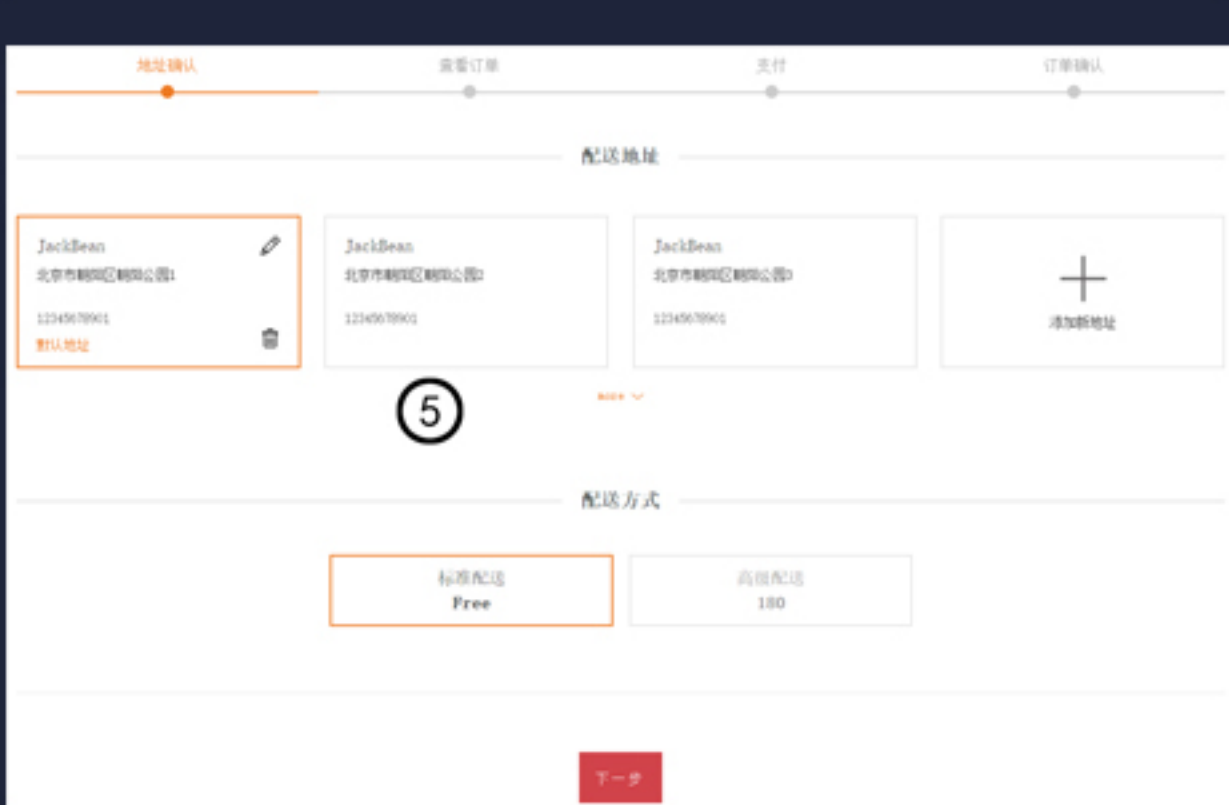 地址确认
查看订单
支付
订单确认
配送地址
JackBean
北京市朝阳区朝阳公园1
12345678901
默认地址
JackBean
北京市朝阳区朝阳公园2
12345678901
JackBean
北京市朝阳区朝阳公园3
12345678901
添加新地址
more
5
配送方式
标准配送
Free
高级配送
180
下一步